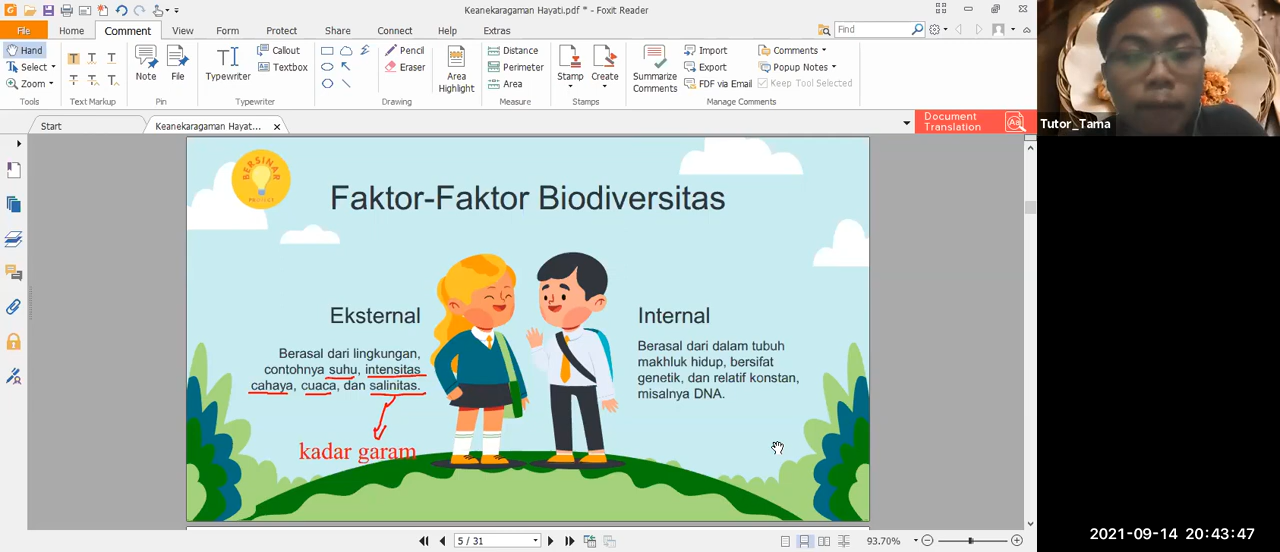 Keanekaragaman Hayati.pdf * - Foxit Reader
File Home Comment View Form Protect Share Connect Help Extras Find
Hand
Select
Zoom
Tools
Text Markup
Note
File
Pin
Typewriter
Callout
Textbox
Typewriter
Pencil
Eraser
Area
Highlight
Drawing
Distance
Perimeter
Area
Measure
Stamp
Create
Stamps
Summarize
Comments
Import
Export
FDF via Email
Comments
Popup Notes
Keep Tool Selected
Manage Comments
Tutor_Tama
Start
Keanekaragaman Hayat...
Document
Translation
BERSINAR
PROJECT
Faktor-Faktor Biodiversitas
Eksternal
Berasal dari lingkungan,
contohnya suhu, intensitas
cahaya, cuaca, dan salinitas.
kadar garam
Internal
Berasal dari dalam tubuh
makhluk hidup, bersifat
genetik, dan relatif konstan,
misalnya DNA.
5 / 31
93.70%
2021-09-14 20:43:47